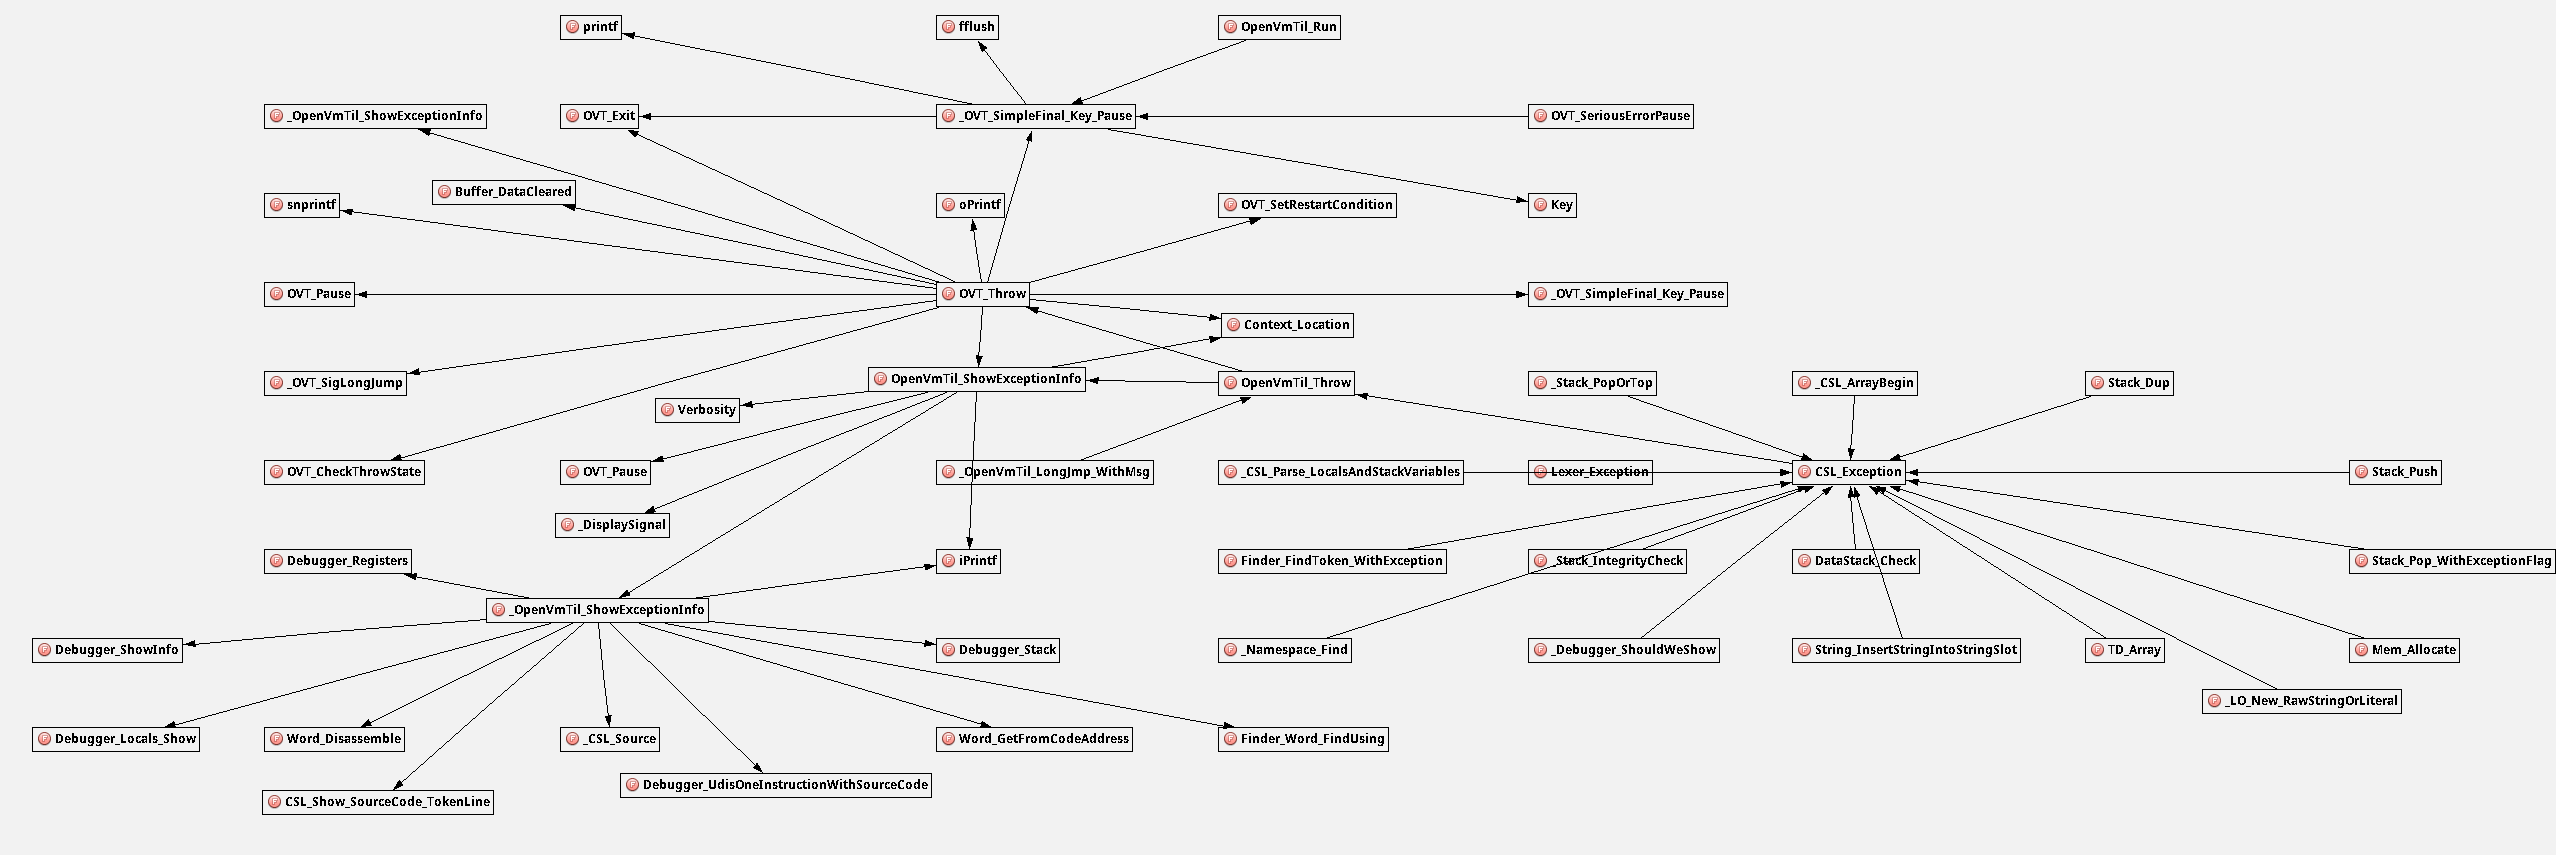 printf
fflush
OpenVmTil_Run
_OpenVmTil_ShowExceptionInfo
OVT_Exit
_OVT_SimpleFinal_Key_Pause
OVT_SeriousErrorPause
Buffer_DataCleared
snprintf
oPrintf
OVT_SetRestartCondition
Key
OVT_Pause
OVT_Throw
_OVT_SimpleFinal_Key_Pause
Context_Location
_OVT_SigLongJump
OpenVmTil_ShowExceptionInfo
OpenVmTil_Throw
_Stack_PopOrTop
_CSL_ArrayBegin
Stack_Dup
Verbosity
OVT_CheckThrowState
OVT_Pause
_OpenVmTil_LongJmp_WithMsg
_CSL_Parse_LocalsAndStackVariables
Lexer_Exception
CSL_Exception
Stack_Push
_DisplaySignal
Debugger_Registers
iPrintf
Finder_FindToken_WithException
_Stack_IntegrityCheck
DataStack_Check
Stack_Pop_WithExceptionFlag
_OpenVmTil_ShowExceptionInfo
Debugger_ShowInfo
Debugger_Stack
_Namespace_Find
_Debugger_ShouldWeShow
String_InsertStringIntoStringSlot
TD_Array
Mem_Allocate
_LO_New_RawStringOrLiteral
Debugger_Locals_Show
Word_Disassemble
_CSL_Source
Word_GetFromCodeAddress
Finder_Word_FindUsing
Debugger_UdisOneInstructionWithSourceCode
CSL_Show_SourceCode_TokenLine